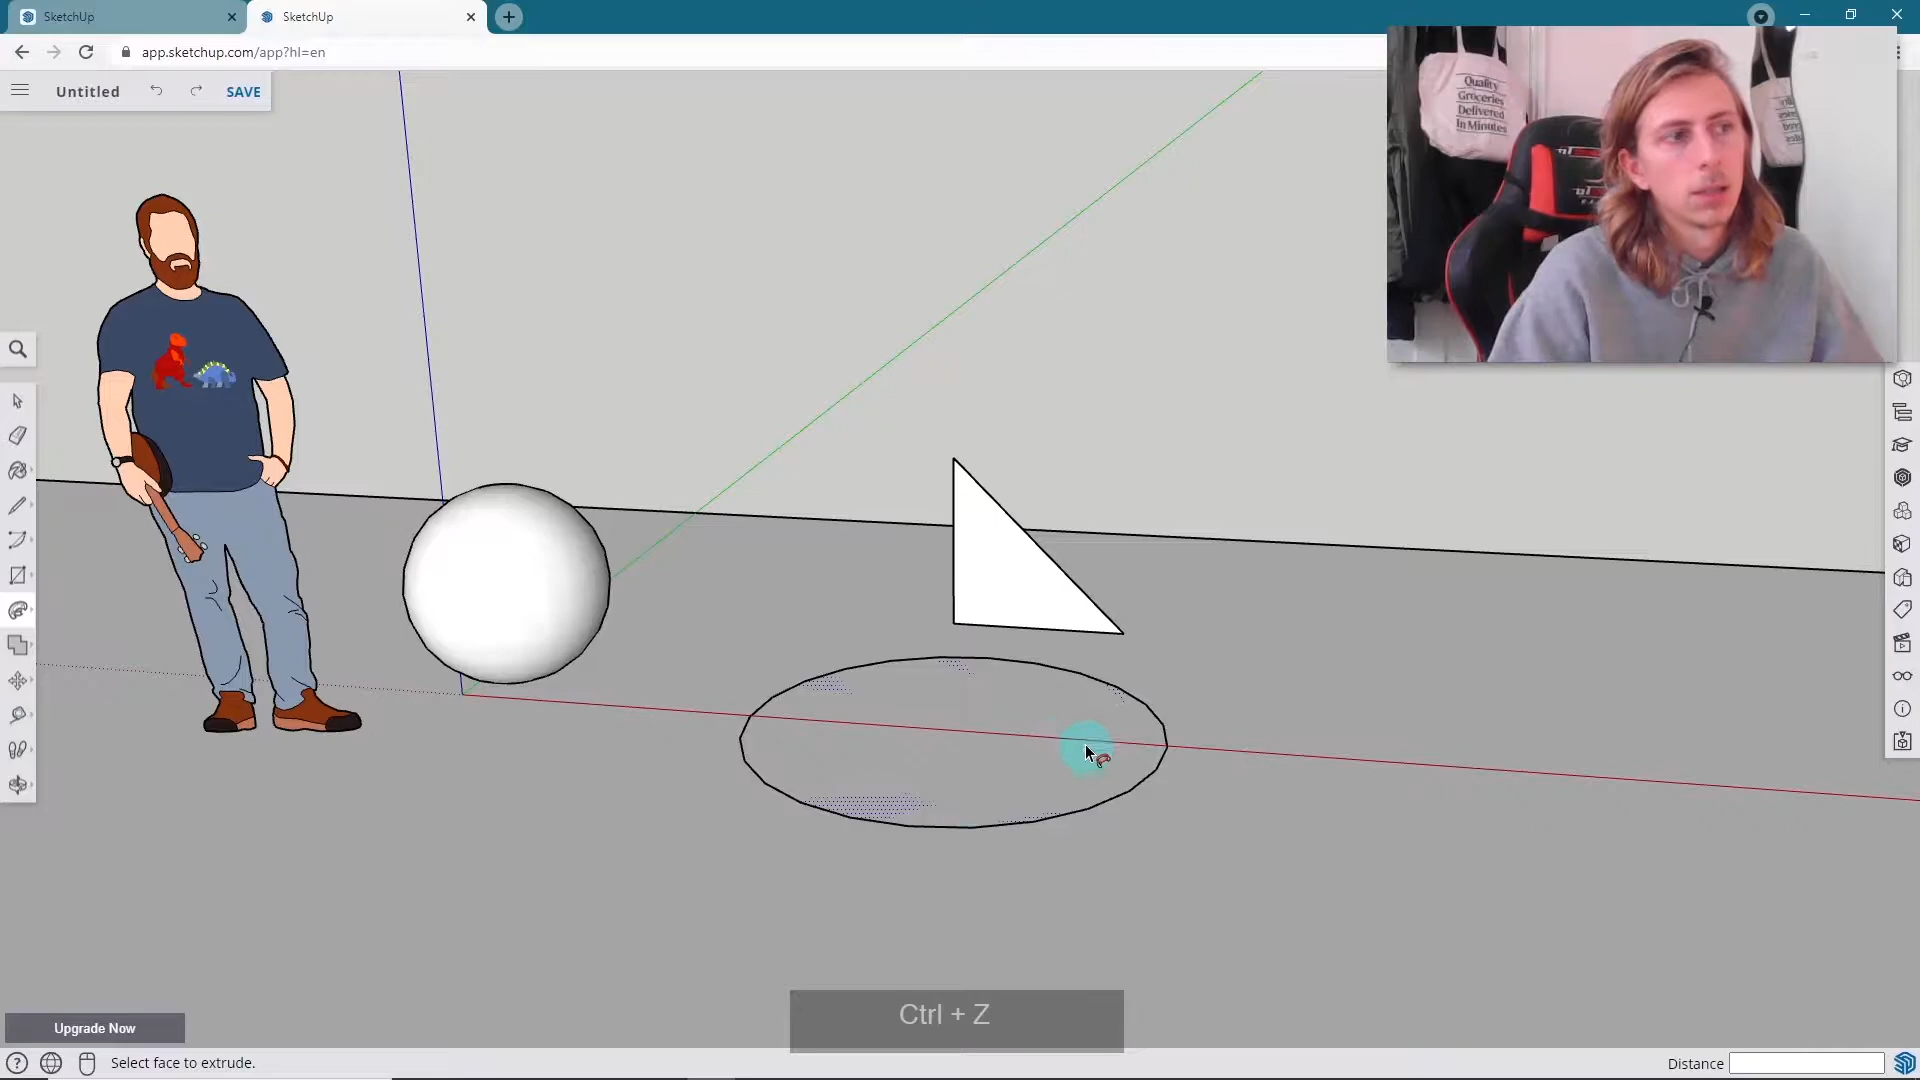 SketchUp
SketchUp
app.sketchup.com/app?hl=en
Untitled
SAVE
Quality
Groceries
Delivered
In Minutes
Ctrl + Z
Upgrade Now
Select face to extrude.
Distance